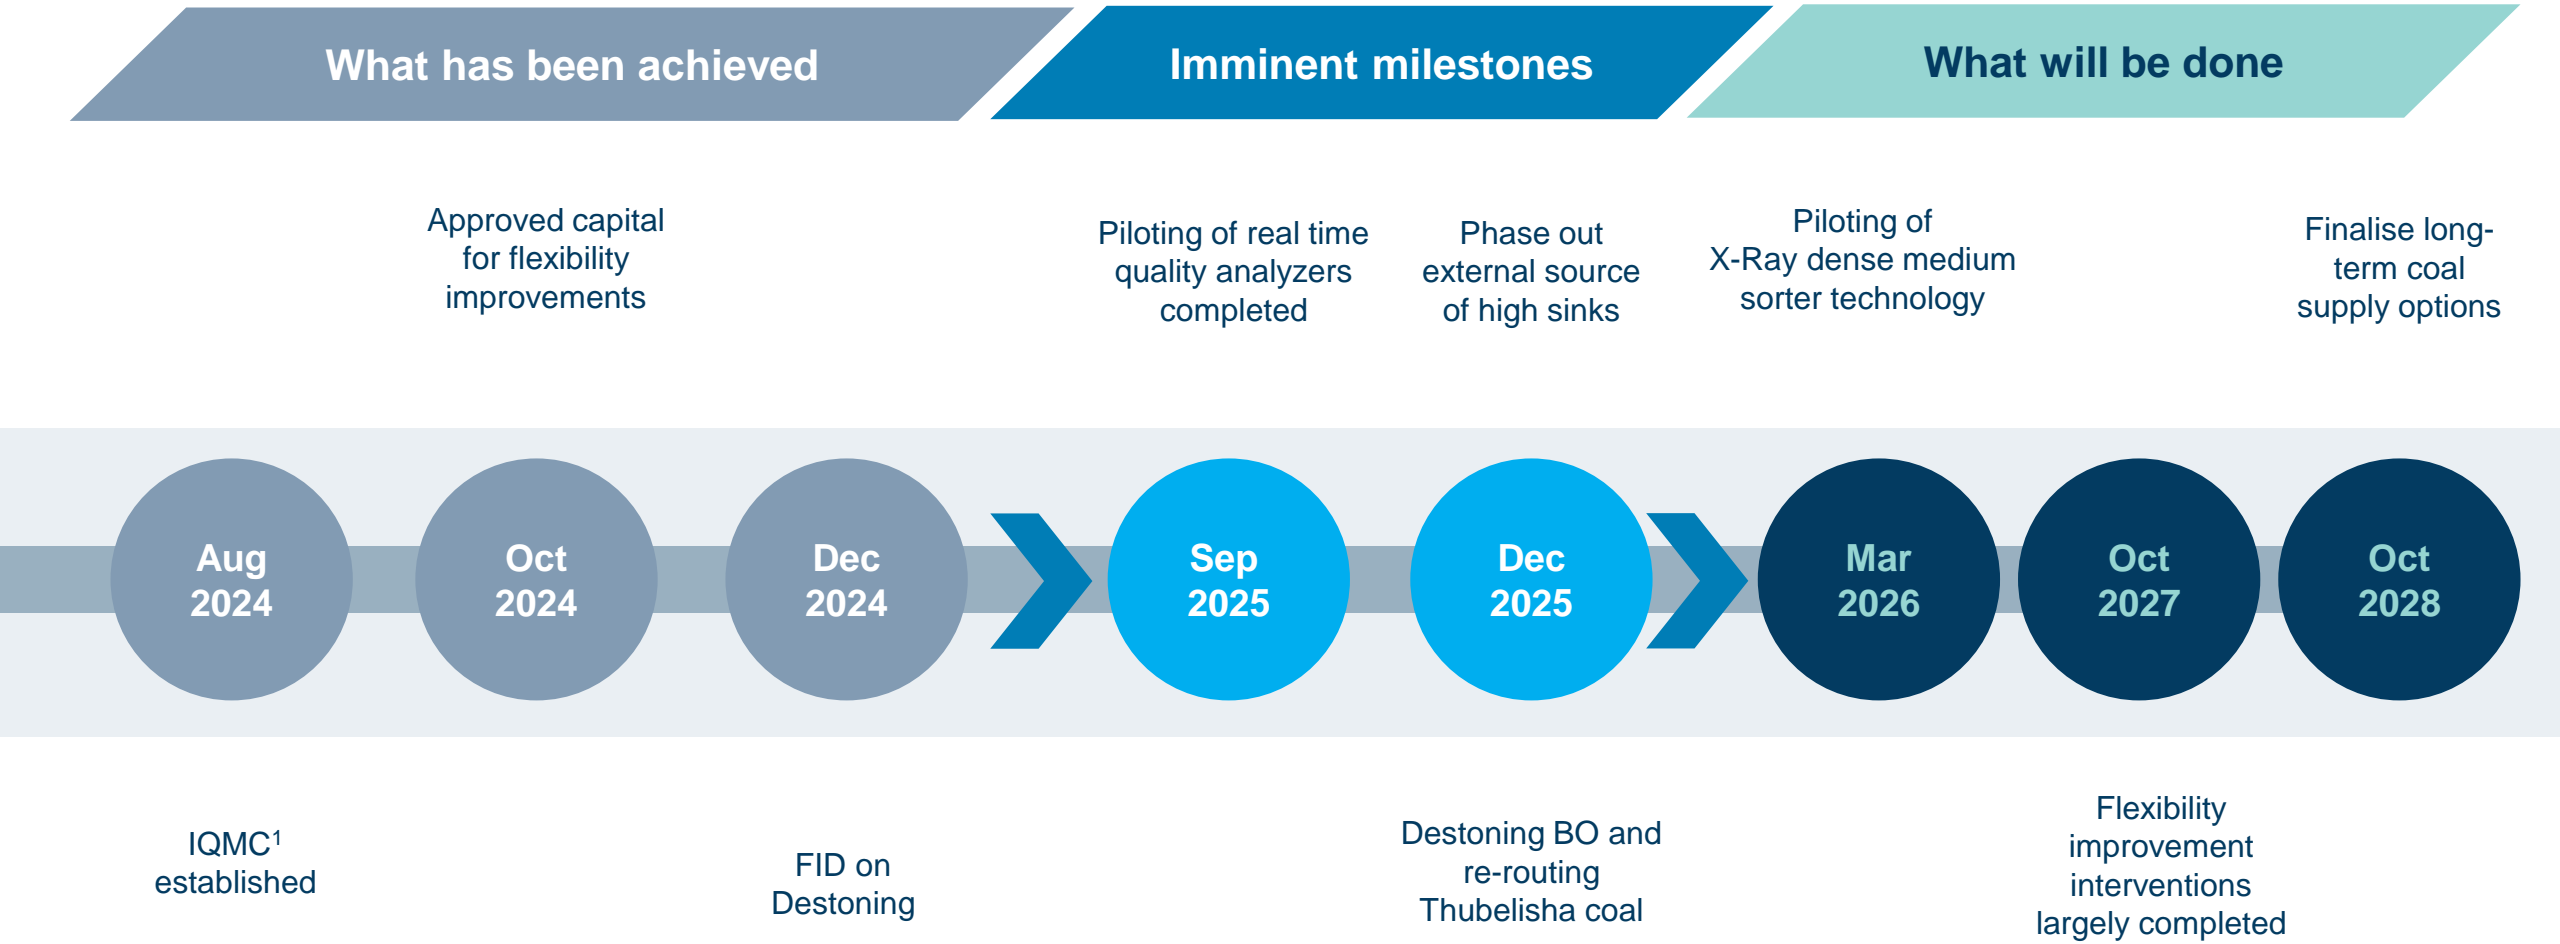 What has been achieved
Imminent milestones
What will be done
Approved capital
for flexibility
improvements
Piloting of real time
quality analyzers
completed
Phase out
external source
of high sinks
Piloting of
X-Ray dense medium
sorter technology
Finalise long-
term coal
supply options
Aug
2024
Oct
2024
Dec
2024
Sep
2025
Dec
2025
Mar
2026
Oct
2027
Oct
2028
IQMC¹
established
FID on
Destoning
Destoning BO and
re-routing
Thubelisha coal
Flexibility
improvement
interventions
largely completed